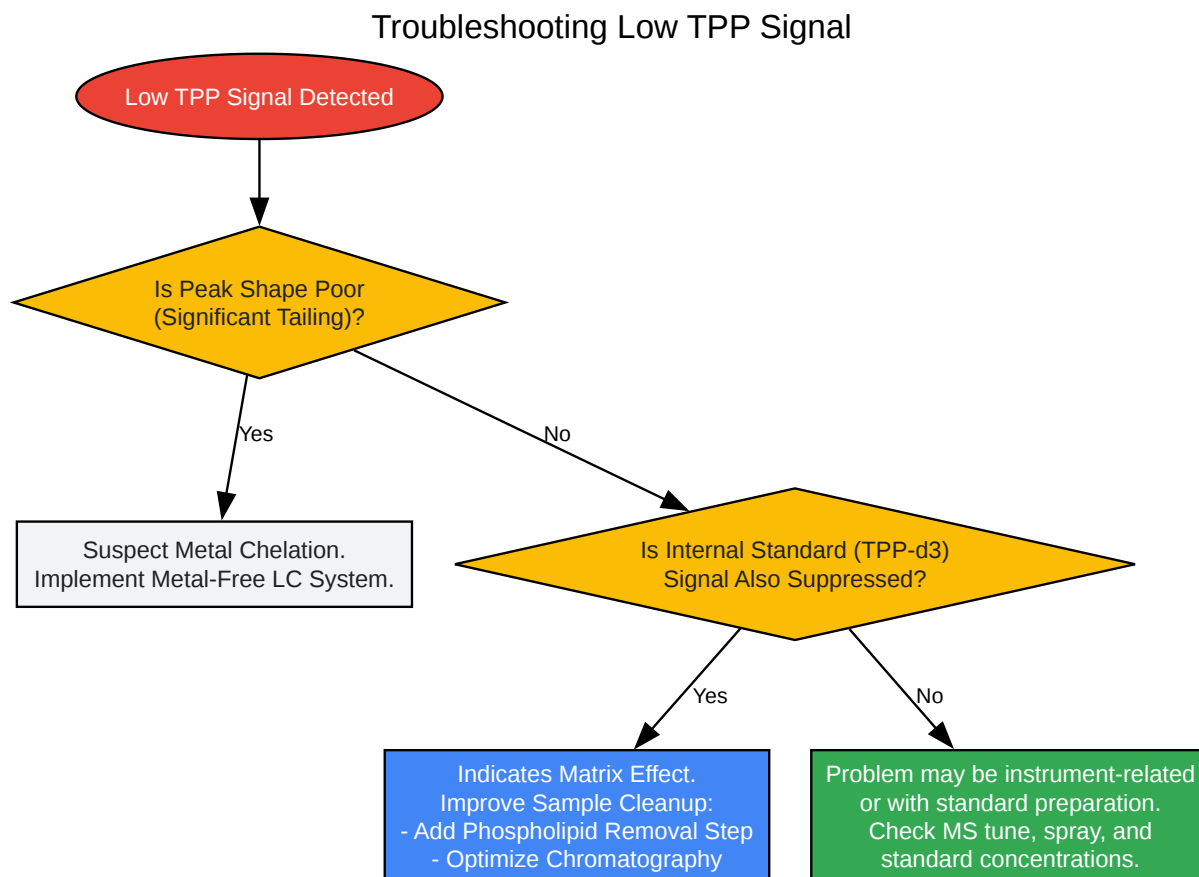 Troubleshooting Low TPP Signal
Low TPP Signal Detected
Is Peak Shape Poor
(Significant Tailing)?
Yes
No
Suspect Metal Chelation.
Implement Metal-Free LC System.
Is Internal Standard (TPP-d3)
Signal Also Suppressed?
Yes
No
Indicates Matrix Effect.
Improve Sample Cleanup:
- Add Phospholipid Removal Step
- Optimize Chromatography
Problem may be instrument-related
or with standard preparation.
Check MS tune, spray, and
standard concentrations.